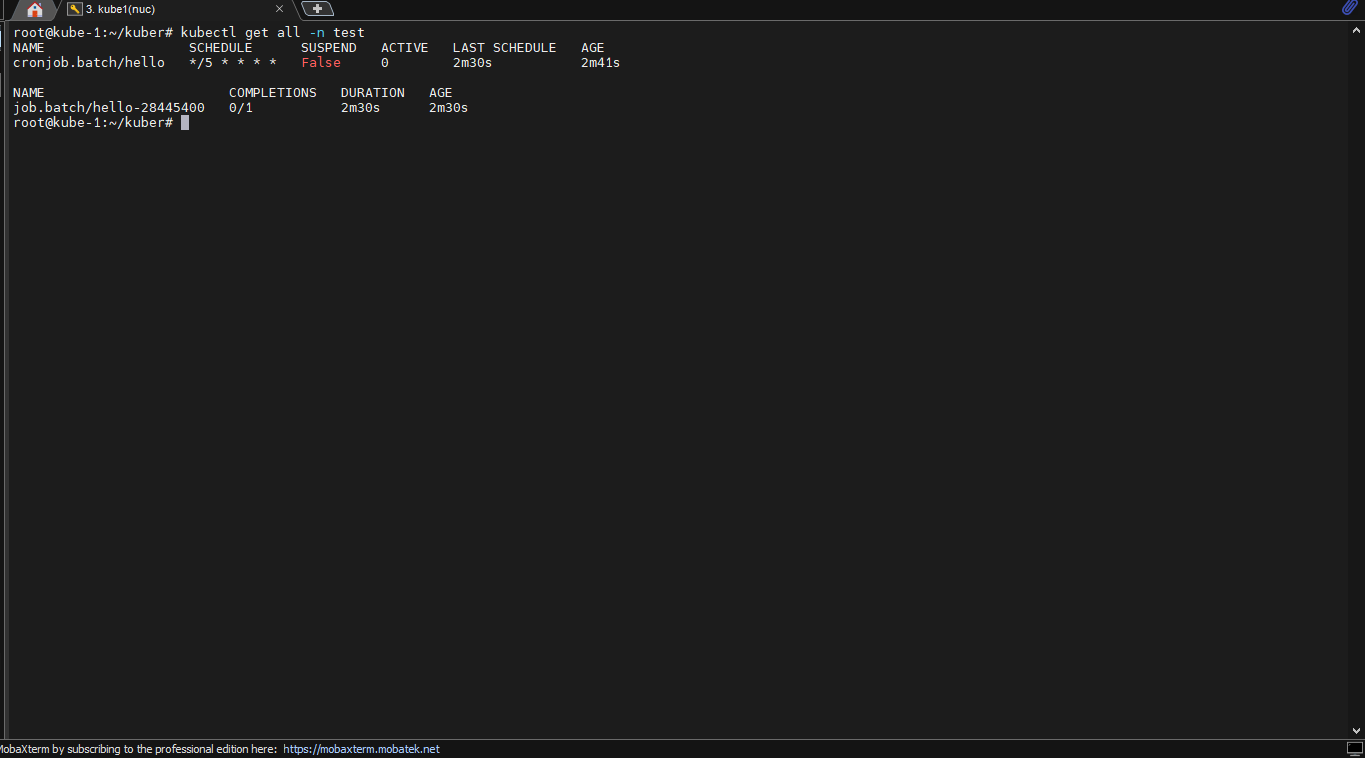 3. kube1(nuc)
root@kube-1:~/kuber# kubectl get all -n test
NAME                  SCHEDULE      SUSPEND   ACTIVE   LAST SCHEDULE   AGE
cronjob.batch/hello   */5 * * * *   False     0        2m30s           2m41s
NAME                       COMPLETIONS   DURATION   AGE
job.batch/hello-28445400   0/1           2m30s      2m30s
root@kube-1:~/kuber#
MobaXterm by subscribing to the professional edition here: https://mobaxterm.mobatek.net